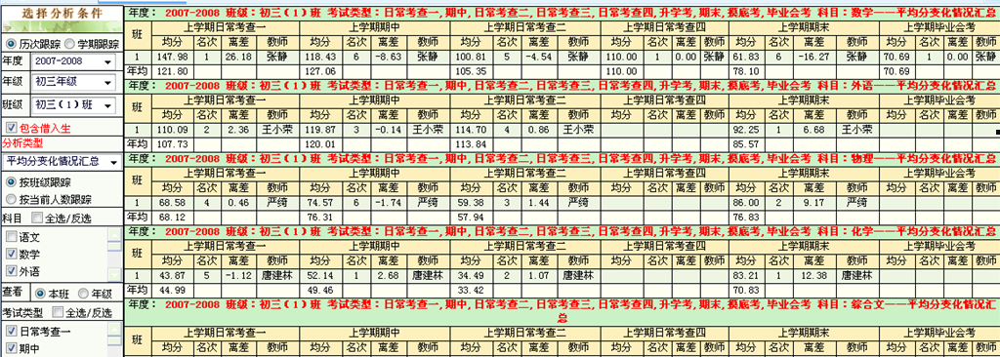 选择分析条件
历次跟踪 学期跟踪
年度 2007-2008
年级 初三年级
班级 初三(1)班
包含借入生
分析类型
平均分变化情况汇总
按班级跟踪
按当前人数跟踪
科目 全选/反选
语文
数学
外语
查看 本班 年级
考试类型 全选/反选
日常考查一
期中
年度: 2007-2008 班级:初三(1)班 考试类型:日常考查一,期中,日常考查二,日常考查三,日常考查四,升学考,期末,摸底考,毕业会考 科目:数学——平均分变化情况汇总
班 上学期日常考查一 上学期期中 上学期日常考查二 上学期日常考查四 上学期期末 上学期毕业会考
均分 名次 离差 教师 均分 名次 离差 教师 均分 名次 离差 教师 均分 名次 离差 教师 均分 名次 离差 教师 均分 名次 离差 教师
1 147.98 1 26.18 张静 118.43 6 -8.63 张静 100.81 5 -4.54 张静 110.00 1 0.00 张静 61.83 6 -16.27 张静 70.69 1 0.00 张静
年均 121.80 127.06 105.35 110.00 78.10 70.69
年度: 2007-2008 班级:初三(1)班 考试类型:日常考查一,期中,日常考查二,日常考查三,日常考查四,升学考,期末,摸底考,毕业会考 科目:外语——平均分变化情况汇总
班 上学期日常考查一 上学期期中 上学期日常考查二 上学期日常考查四 上学期期末 上学期毕业会考
均分 名次 离差 教师 均分 名次 离差 教师 均分 名次 离差 教师 均分 名次 离差 教师 均分 名次 离差 教师 均分 名次 离差 教师
1 110.09 2 2.36 王小荣 119.87 3 -0.14 王小荣 114.70 4 0.86 王小荣 92.25 1 6.68 王小荣
年均 107.73 120.01 113.84 85.57
年度: 2007-2008 班级:初三(1)班 考试类型:日常考查一,期中,日常考查二,日常考查三,日常考查四,升学考,期末,摸底考,毕业会考 科目:物理——平均分变化情况汇总
班 上学期日常考查一 上学期期中 上学期日常考查二 上学期日常考查四 上学期期末 上学期毕业会考
均分 名次 离差 教师 均分 名次 离差 教师 均分 名次 离差 教师 均分 名次 离差 教师 均分 名次 离差 教师 均分 名次 离差 教师
1 68.58 4 0.46 严绮 74.57 6 -1.74 严绮 59.38 3 1.44 严绮 86.00 2 9.17 严绮
年均 68.12 76.31 57.94 76.83
年度: 2007-2008 班级:初三(1)班 考试类型:日常考查一,期中,日常考查二,日常考查三,日常考查四,升学考,期末,摸底考,毕业会考 科目:化学——平均分变化情况汇总
班 上学期日常考查一 上学期期中 上学期日常考查二 上学期日常考查四 上学期期末 上学期毕业会考
均分 名次 离差 教师 均分 名次 离差 教师 均分 名次 离差 教师 均分 名次 离差 教师 均分 名次 离差 教师 均分 名次 离差 教师
1 43.87 5 -1.12 唐建林 52.14 1 2.68 唐建林 34.49 2 1.07 唐建林 83.21 1 12.38 唐建林
年均 44.99 49.46 33.42 70.83
年度: 2007-2008 班级:初三(1)班 考试类型:日常考查一,期中,日常考查二,日常考查三,日常考查四,升学考,期末,摸底考,毕业会考 科目:综合文——平均分变化情况汇
总
班 上学期日常考查一 上学期期中 上学期日常考查二 上学期日常考查四 上学期期末 上学期毕业会考
均分 名次 离差 教师 均分 名次 离差 教师 均分 名次 离差 教师 均分 名次 离差 教师 均分 名次 离差 教师 均分 名次 离差 教师